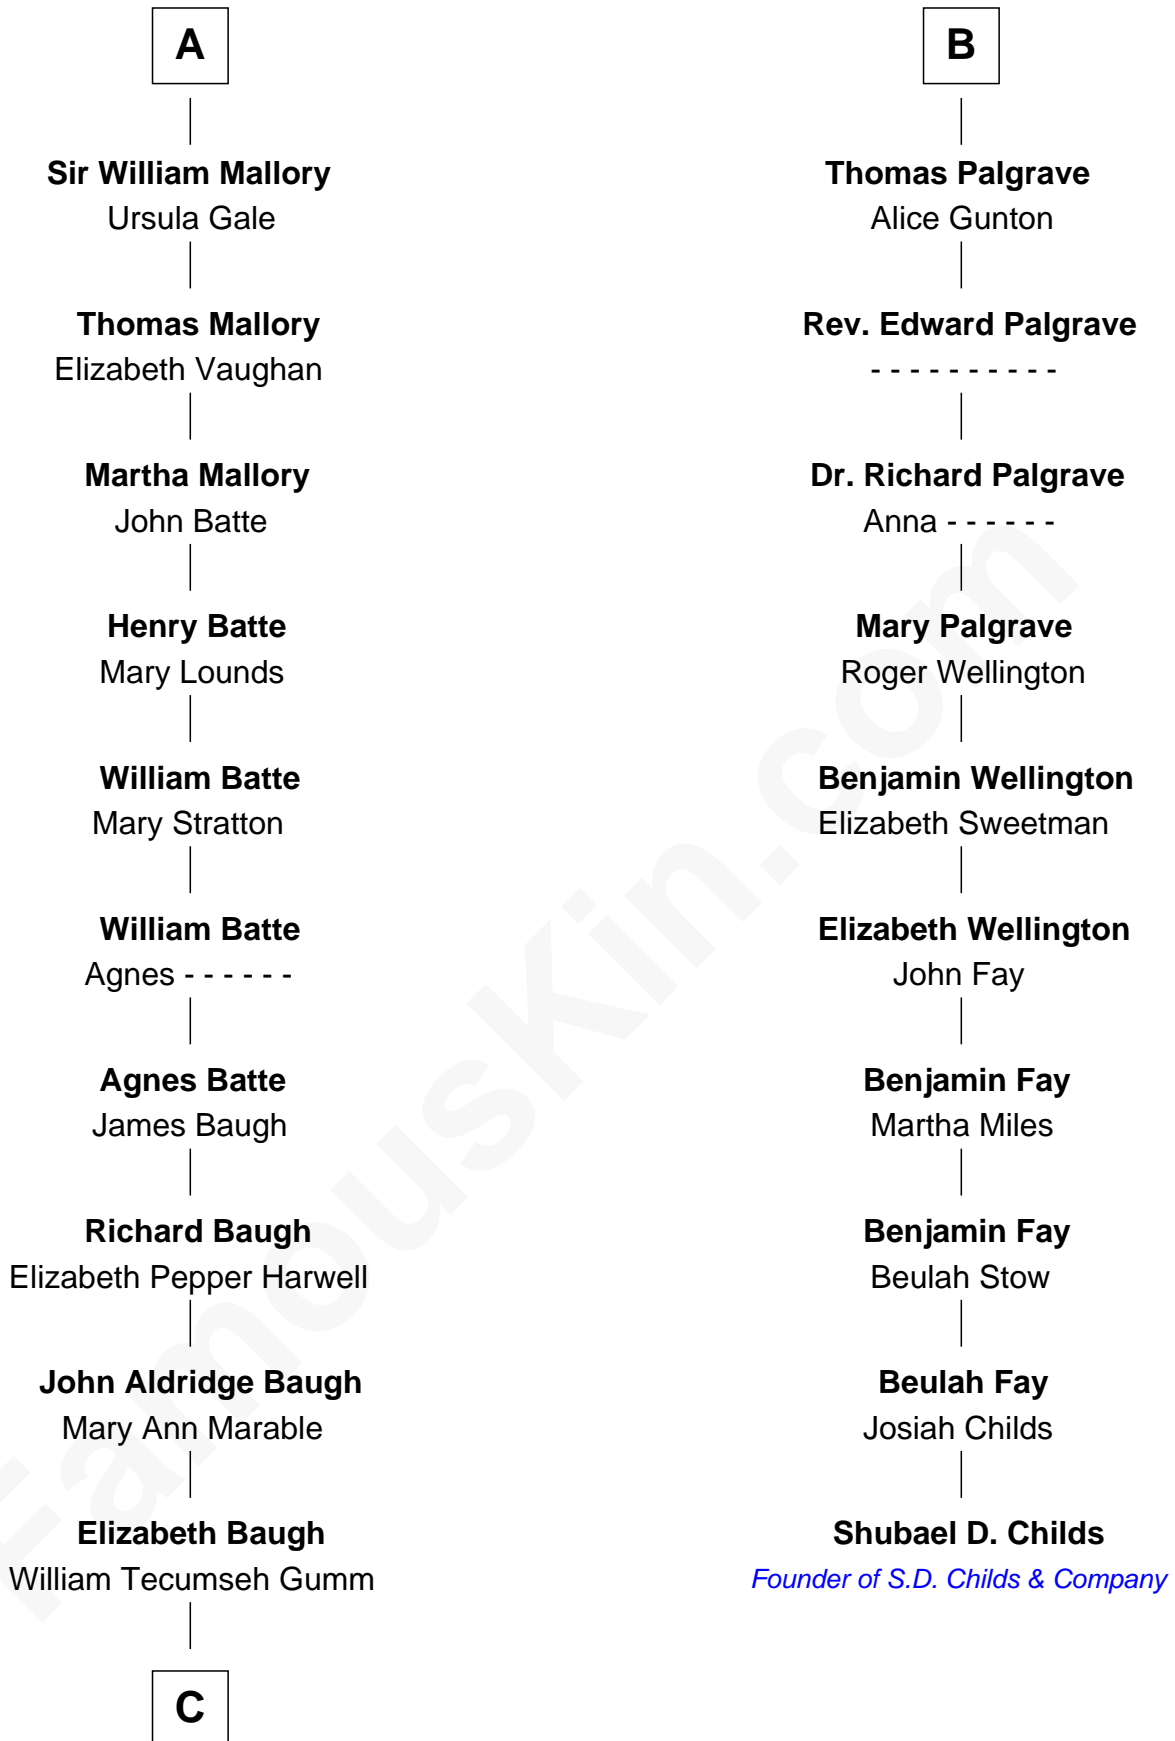 A
Sir William Mallory
Ursula Gale
Thomas Mallory
Elizabeth Vaughan
Martha Mallory
John Batte
Henry Batte
Mary Lounds
William Batte
Mary Stratton
William Batte
Agnes - - - - - -
Agnes Batte
James Baugh
Richard Baugh
Elizabeth Pepper Harwell
John Aldridge Baugh
Mary Ann Marable
Elizabeth Baugh
William Tecumseh Gumm
C
B
Thomas Palgrave
Alice Gunton
Rev. Edward Palgrave
- - - - - - - - - -
Dr. Richard Palgrave
Anna - - - - - -
Mary Palgrave
Roger Wellington
Benjamin Wellington
Elizabeth Sweetman
Elizabeth Wellington
John Fay
Benjamin Fay
Martha Miles
Benjamin Fay
Beulah Stow
Beulah Fay
Josiah Childs
Shubael D. Childs
Founder of S.D. Childs & Company
FamousKin.com